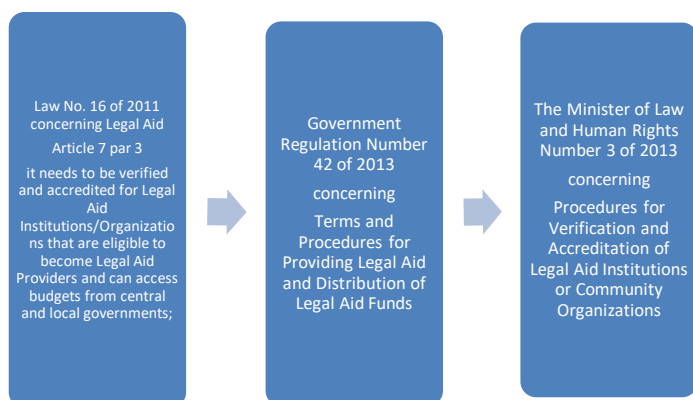 Law No. 16 of 2011
concerning Legal Aid
Article 7 par 3
it needs to be verified
and accredited for Legal
Aid
Institutions/Organizatio
ns that are eligible to
become Legal Aid
Providers and can access
budgets from central
and local governments;
Government
Regulation Number
42 of 2013
concerning
Terms and
Procedures for
Providing Legal Aid
and Distribution of
Legal Aid Funds
The Minister of Law
and Human Rights
Number 3 of 2013
concerning
Procedures for
Verification and
Accreditation of
Legal Aid Institutions
or Community
Organizations